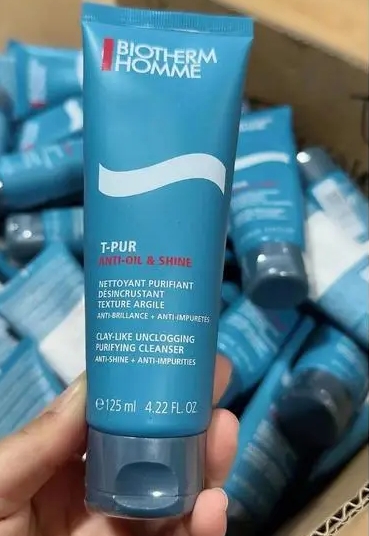 BIOTHERM
HOMME
T-PUR
ANTI-OIL & SHINE
NETTOYANT PURIFIANT
DÉSINCRUSTANT
TEXTURE ARGILE
ANTI-BRILLANCE + ANTI-IMPURETÉS
CLAY-LIKE UNCLOGGING
PURIFYING CLEANSER
ANTI-SHINE + ANTI-IMPURITIES
℮125 ml 4.22 FL. OZ